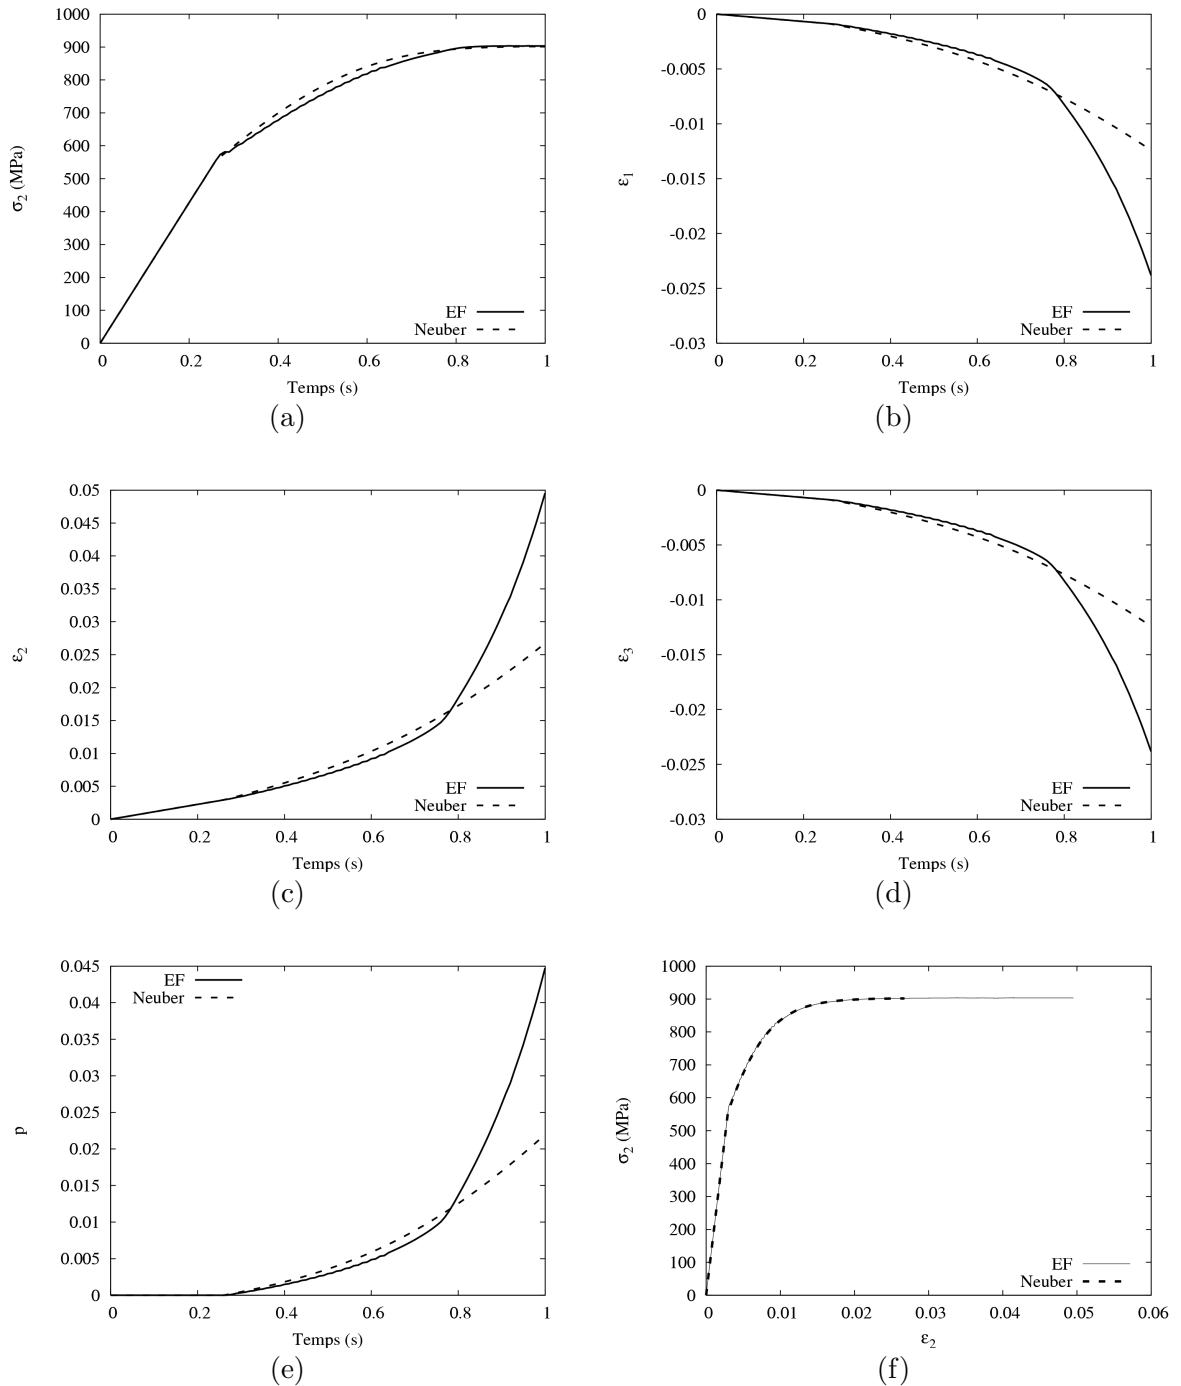 1000
900
800
700
600
500
400
300
200
100
0
σ2 (MPa)
EF
Neuber
0 0.2 0.4 0.6 0.8 1
Temps (s)
(a)
0
-0.005
-0.01
-0.015
-0.02
-0.025
-0.03
ε1
EF
Neuber
0 0.2 0.4 0.6 0.8 1
Temps (s)
(b)
0.05
0.045
0.04
0.035
0.03
0.025
0.02
0.015
0.01
0.005
0
ε2
EF
Neuber
0 0.2 0.4 0.6 0.8 1
Temps (s)
(c)
0
-0.005
-0.01
-0.015
-0.02
-0.025
-0.03
ε3
EF
Neuber
0 0.2 0.4 0.6 0.8 1
Temps (s)
(d)
0.045
0.04
0.035
0.03
0.025
0.02
0.015
0.01
0.005
0
p
EF
Neuber
0 0.2 0.4 0.6 0.8 1
Temps (s)
(e)
1000
900
800
700
600
500
400
300
200
100
0
σ2 (MPa)
EF
Neuber
0 0.01 0.02 0.03 0.04 0.05 0.06
ε2
(f)